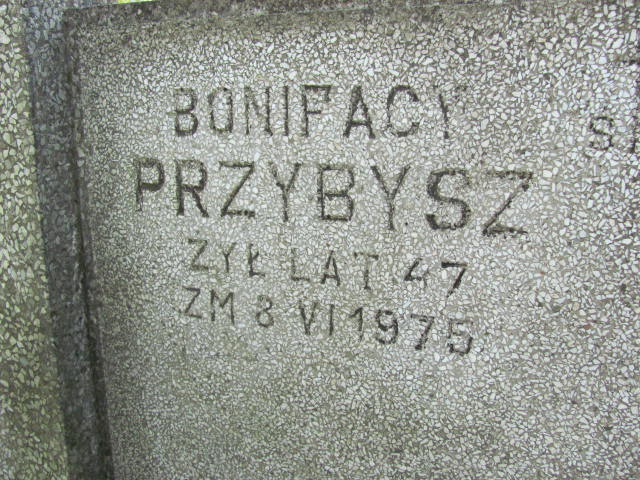 BONIFACY
PRZYBYSZ
ŻYŁ LAT 47
ZM 8 VI 1975